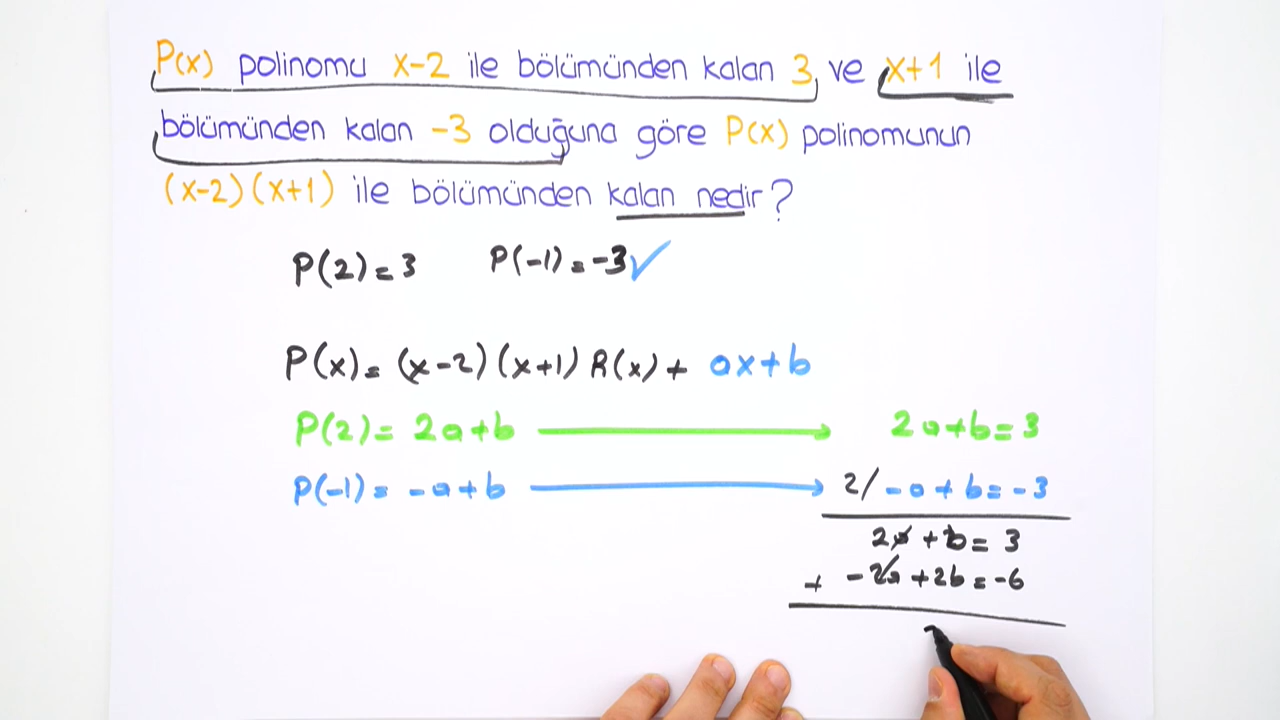 P(x) polinomu x-2 ile bölümünden kalan 3, ve x+1 ile
bölümünden kalan -3 olduğuna göre P(x) polinomunun
(x-2)(x+1) ile bölümünden kalan nedir?
P(2)=3 P(-1)=-3✓
P(x)=(x-2)(x+1)R(x)+ax+b
P(2)=2a+b → 2a+b=3
P(-1)=-a+b → 2/-a+b=-3
2a+b=3
+ -2a+2b=-6